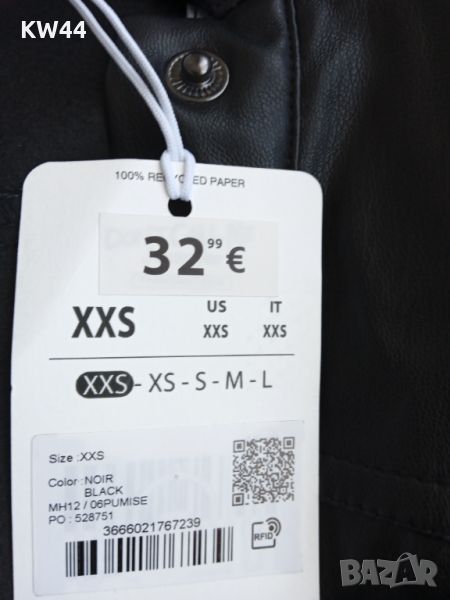 KW44
100% RECYCLED PAPER
32 99 €
XXS
US
XXS
IT
XXS
XXS - XS - S - M - L
Size :XXS
Color :NOIR
BLACK
MH12 / 06PUMISE
PO : 528751
3666021767239
RFID
BAZAR